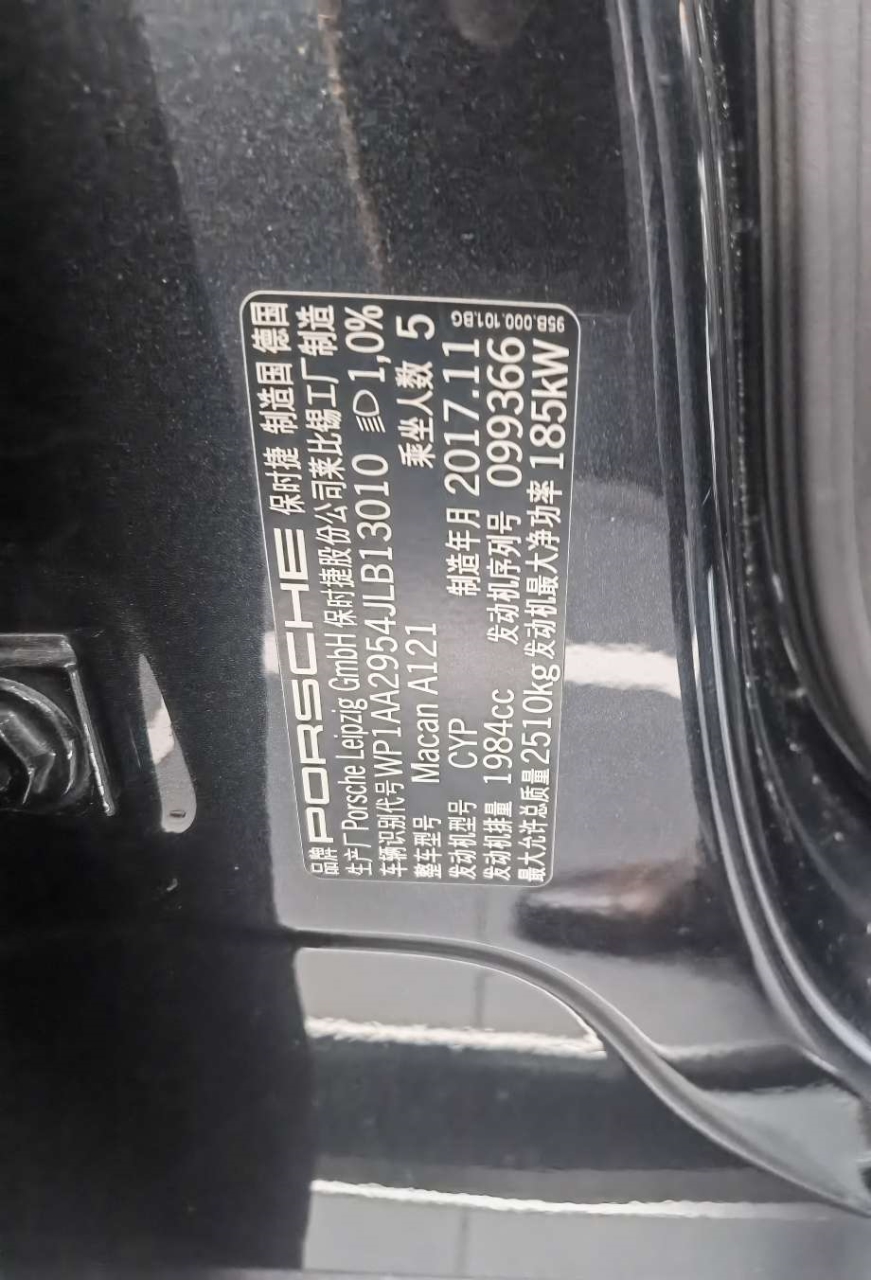 品牌 PORSCHE 保时捷 制造国 德国
生产厂 Porsche Leipzig GmbH 保时捷股份公司莱比锡工厂制造
车辆识别代号 WP1AA2954JLB13010 1,0%
整车型号 Macan A121 乘坐人数 5
发动机型号 CYP 制造年月 2017.11
发动机排量 1984cc 发动机序列号 099366
最大允许总质量 2510kg 发动机最大净功率 185kW
95B.000.101.BG